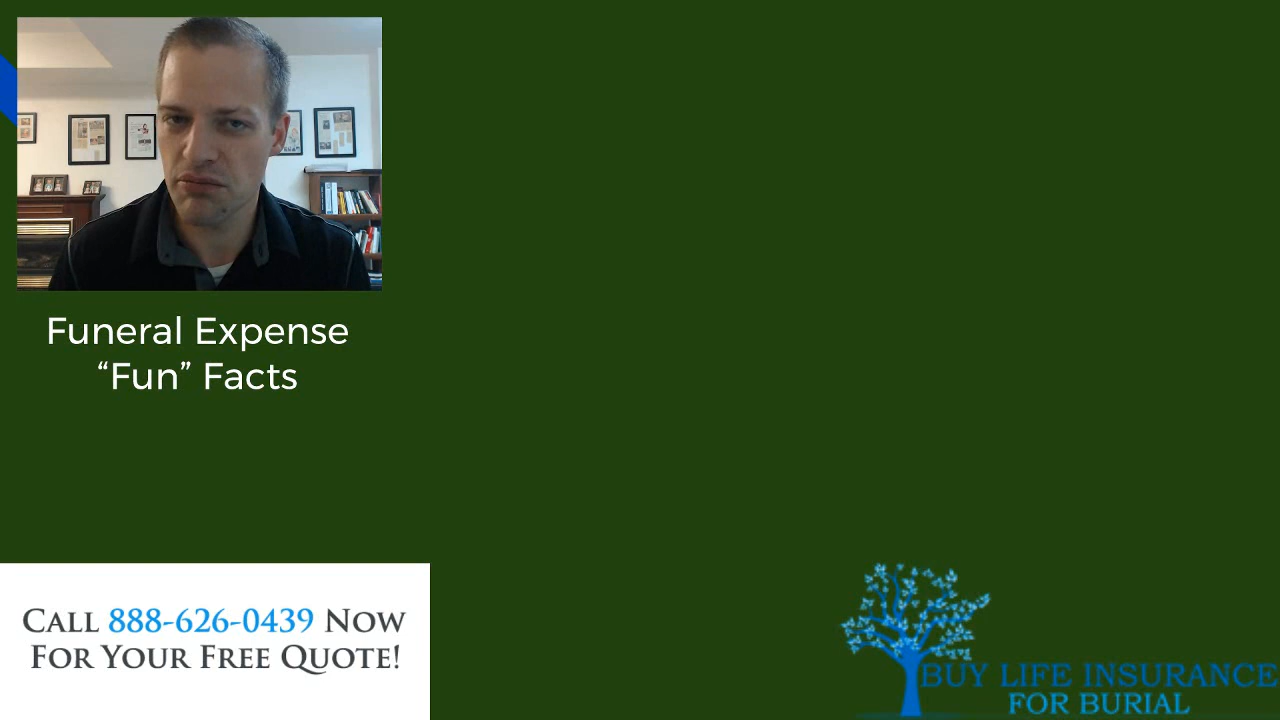 Funeral Expense
“Fun” Facts
Call 888-626-0439 Now
For Your Free Quote!
BUY LIFE INSURANCE
FOR BURIAL